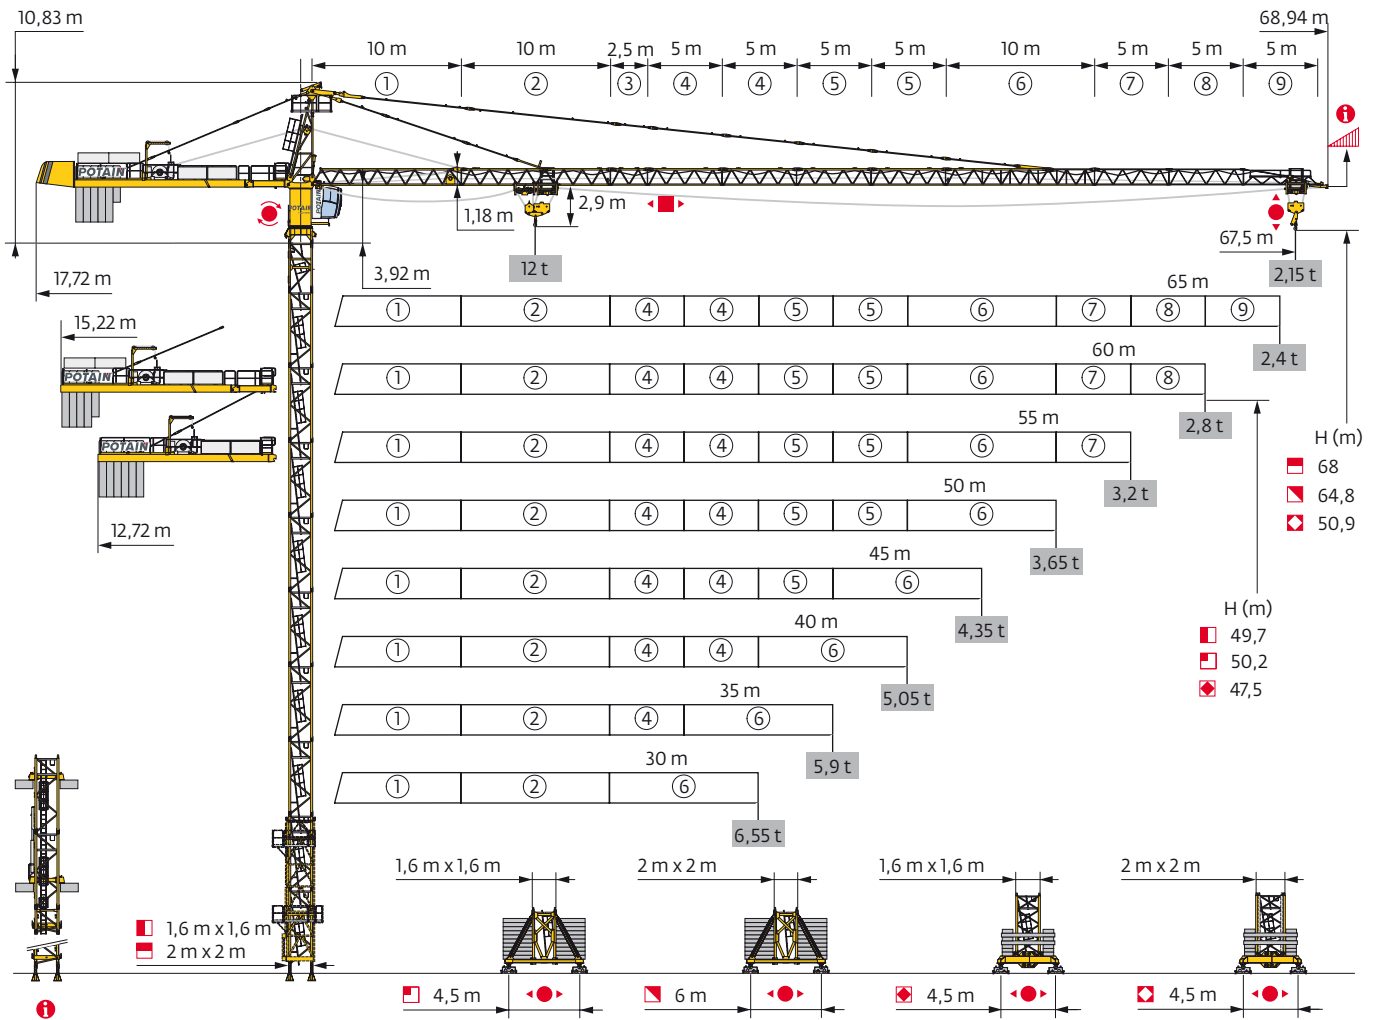 10,83 m
68,94 m
10 m 10 m 2,5 m 5 m 5 m 5 m 5 m 10 m 5 m 5 m 5 m
1 2 3 4 4 5 5 6 7 8 9
i
POTAIN
POTAIN
POTAIN
2,9 m
1,18 m
67,5 m
3,92 m
12 t
2,15 t
17,72 m
65 m
1 2 4 4 5 5 6 7 8 9
15,22 m
2,4 t
60 m
POTAIN
1 2 4 4 5 5 6 7 8
2,8 t
55 m
POTAIN
1 2 4 4 5 5 6 7
H (m)
68
64,8
50,9
3,2 t
50 m
1 2 4 4 5 5 6
12,72 m
3,65 t
45 m
1 2 4 4 5 6
H (m)
49,7
50,2
47,5
4,35 t
40 m
1 2 4 4 6
5,05 t
35 m
1 2 4 6
5,9 t
30 m
1 2 6
6,55 t
1,6 m x 1,6 m 2 m x 2 m 1,6 m x 1,6 m 2 m x 2 m
1,6 m x 1,6 m
2 m x 2 m
4,5 m 6 m 4,5 m 4,5 m
i